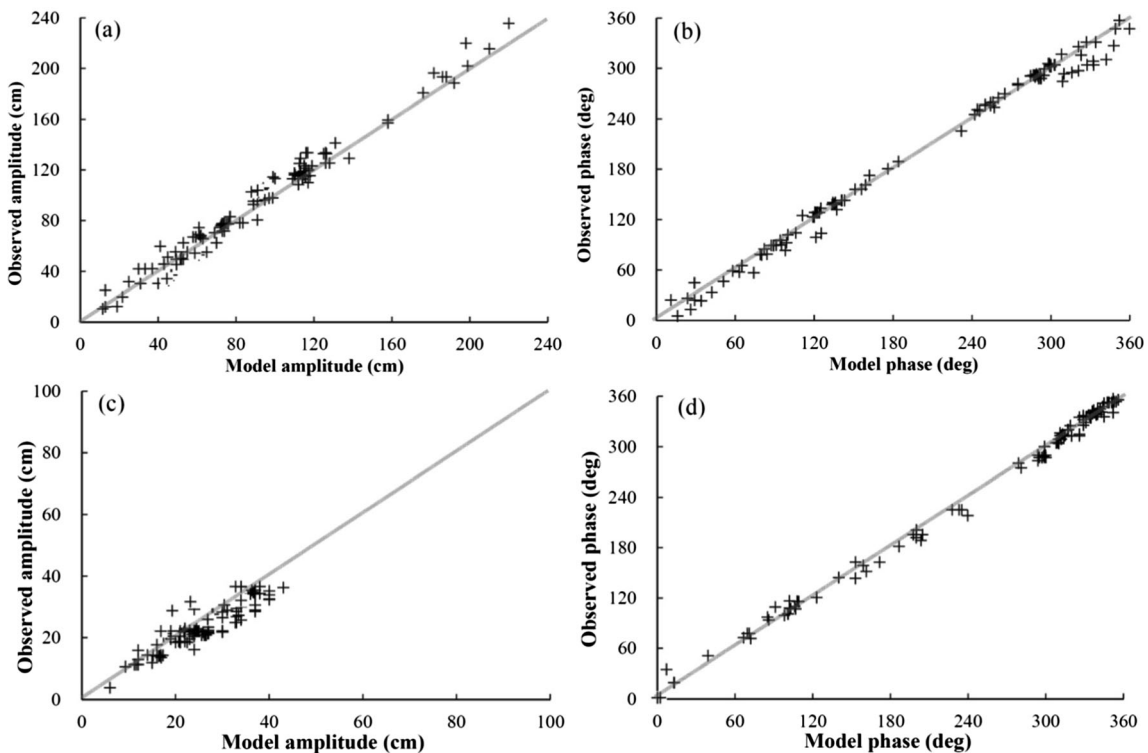 (a)
Observed amplitude (cm)
240
200
160
120
80
40
0
0 40 80 120 160 200 240
Model amplitude (cm)
(b)
Observed phase (deg)
360
300
240
180
120
60
0
0 60 120 180 240 300 360
Model phase (deg)
(c)
Observed amplitude (cm)
100
80
60
40
20
0
0 20 40 60 80 100
Model amplitude (cm)
(d)
Observed phase (deg)
360
300
240
180
120
60
0
0 60 120 180 240 300 360
Model phase (deg)